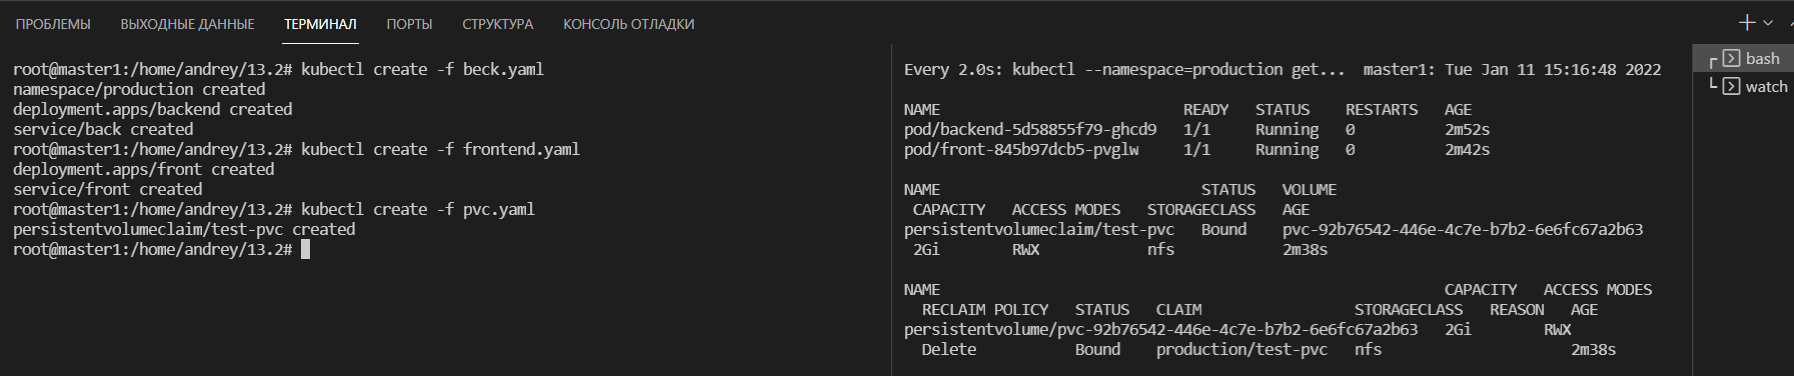 ПРОБЛЕМЫ ВЫХОДНЫЕ ДАННЫЕ ТЕРМИНАЛ ПОРТЫ СТРУКТУРА КОНСОЛЬ ОТЛАДКИ
root@master1:/home/andrey/13.2# kubectl create -f beck.yaml
namespace/production created
deployment.apps/backend created
service/back created
root@master1:/home/andrey/13.2# kubectl create -f frontend.yaml
deployment.apps/front created
service/front created
root@master1:/home/andrey/13.2# kubectl create -f pvc.yaml
persistentvolumeclaim/test-pvc created
root@master1:/home/andrey/13.2#
Every 2.0s: kubectl --namespace=production get... master1: Tue Jan 11 15:16:48 2022
NAME READY STATUS RESTARTS AGE
pod/backend-5d58855f79-ghcd9 1/1 Running 0 2m52s
pod/front-845b97dcb5-pvglw 1/1 Running 0 2m42s
NAME STATUS VOLUME
CAPACITY ACCESS MODES STORAGECLASS AGE
persistentvolumeclaim/test-pvc Bound pvc-92b76542-446e-4c7e-b7b2-6e6fc67a2b63
2Gi RWX nfs 2m38s
NAME CAPACITY ACCESS MODES
RECLAIM POLICY STATUS CLAIM STORAGECLASS REASON AGE
persistentvolume/pvc-92b76542-446e-4c7e-b7b2-6e6fc67a2b63 2Gi RWX
Delete Bound production/test-pvc nfs 2m38s
bash
watch